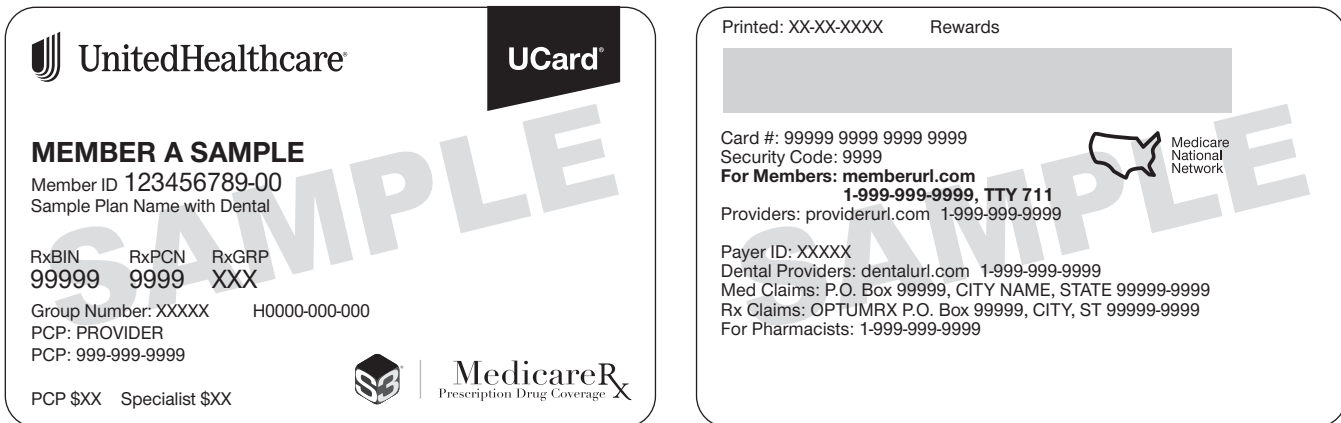 UnitedHealthcare®
UCard®
SAMPLE
MEMBER A SAMPLE
Member ID 123456789-00
Sample Plan Name with Dental
RxBIN RxPCN RxGRP
99999 9999 XXX
Group Number: XXXXX H0000-000-000
PCP: PROVIDER
PCP: 999-999-9999
PCP $XX Specialist $XX
S3®
MedicareRx
Prescription Drug Coverage
Printed: XX-XX-XXXX Rewards
SAMPLE
Card #: 99999 9999 9999 9999
Security Code: 9999
For Members: memberurl.com
1-999-999-9999, TTY 711
Providers: providerurl.com 1-999-999-9999
Medicare
National
Network
Payer ID: XXXXX
Dental Providers: dentalurl.com 1-999-999-9999
Med Claims: P.O. Box 99999, CITY NAME, STATE 99999-9999
Rx Claims: OPTUMRX P.O. Box 99999, CITY, ST 99999-9999
For Pharmacists: 1-999-999-9999